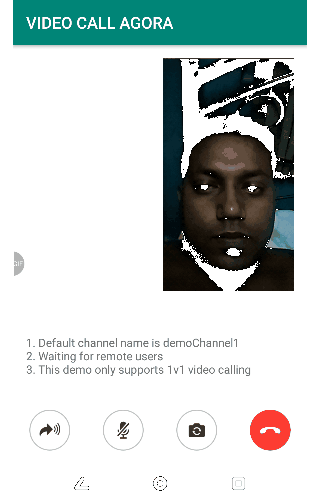 VIDEO CALL AGORA
GIF
1. Default channel name is demoChannel1
2. Waiting for remote users
3. This demo only supports 1v1 video calling